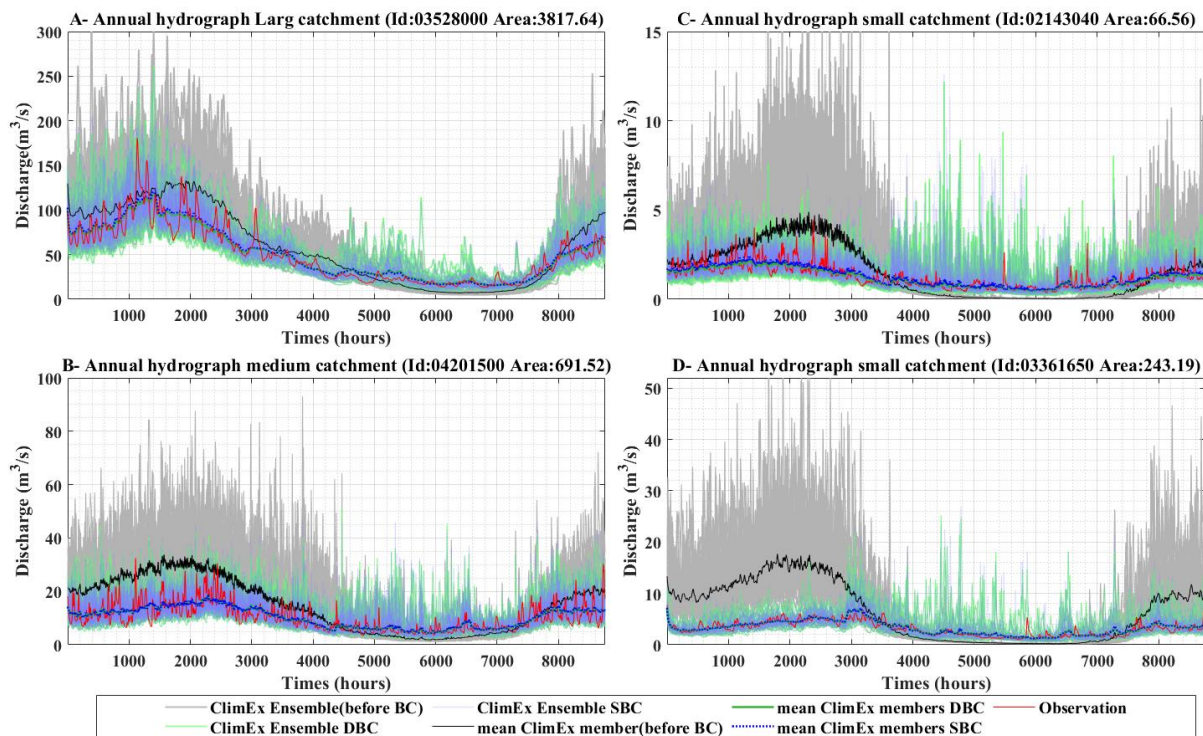 A- Annual hydrograph Larg catchment (Id:03528000 Area:3817.64)
300
250
200
150
100
50
0
Discharge(m³/s)
1000 2000 3000 4000 5000 6000 7000 8000
Times (hours)
C- Annual hydrograph small catchment (Id:02143040 Area:66.56)
15
10
5
0
Discharge (m³/s)
1000 2000 3000 4000 5000 6000 7000 8000
Times (hours)
B- Annual hydrograph medium catchment (Id:04201500 Area:691.52)
100
80
60
40
20
0
Discharge (m³/s)
1000 2000 3000 4000 5000 6000 7000 8000
Times (hours)
D- Annual hydrograph small catchment (Id:03361650 Area:243.19)
50
40
30
20
10
0
Discharge (m³/s)
1000 2000 3000 4000 5000 6000 7000 8000
Times (hours)
ClimEx Ensemble(before BC) ClimEx Ensemble SBC mean ClimEx members DBC Observation
ClimEx Ensemble DBC mean ClimEx member(before BC) mean ClimEx members SBC